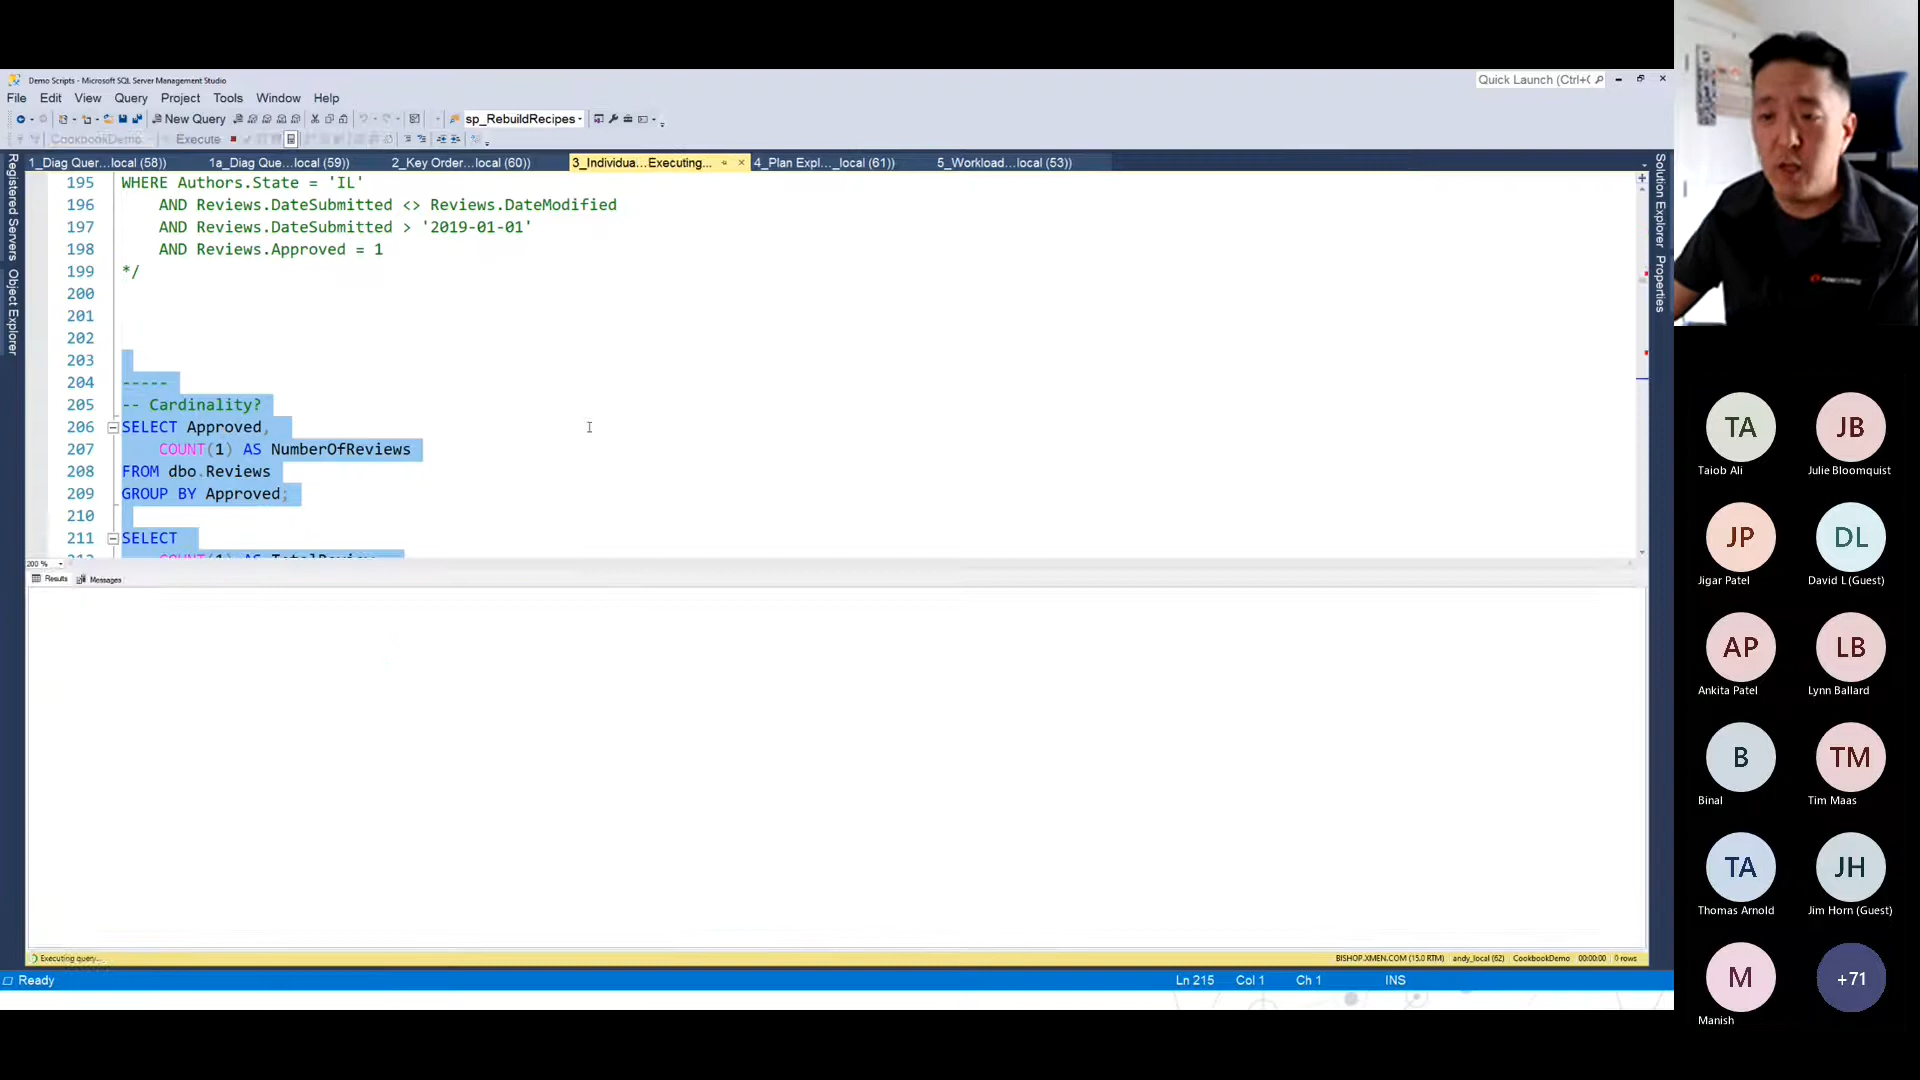 Demo Scripts - Microsoft SQL Server Management Studio
Quick Launch (Ctrl+Q
File Edit View Query Project Tools Window Help
New Query
sp_RebuildRecipes
CookbookDemo
Execute
1_Diag Quer...local (58))
1a_Diag Que...local (59))
2_Key Order...local (60))
3_Individua...Executing...
4_Plan Expl..._local (61))
5_Workload...local (53))
Registered Servers
Object Explorer
Solution Explorer
Properties
195 WHERE Authors.State = 'IL'
196 AND Reviews.DateSubmitted <> Reviews.DateModified
197 AND Reviews.DateSubmitted > '2019-01-01'
198 AND Reviews.Approved = 1
199 */
200
201
202
203
204 -----
205 -- Cardinality?
206 SELECT Approved,
207 COUNT(1) AS NumberOfReviews
208 FROM dbo.Reviews
209 GROUP BY Approved;
210
211 SELECT
200 %
Results Messages
Executing query...
BISHOP.XMEN.COM (15.0 RTM) andy_local (62) CookbookDemo 00:00:00 0 rows
Ready
Ln 215 Col 1 Ch 1 INS
TA
Taiob Ali
JB
Julie Bloomquist
JP
Jigar Patel
DL
David L (Guest)
AP
Ankita Patel
LB
Lynn Ballard
B
Binal
TM
Tim Maas
TA
Thomas Arnold
JH
Jim Horn (Guest)
M
Manish
+71